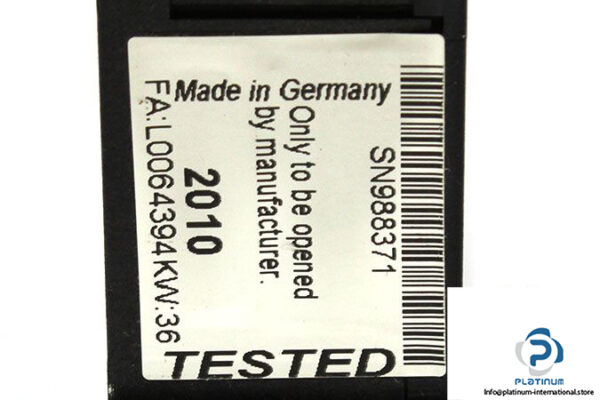 Made in Germany
SN988371
Only to be opened
by manufacturer.
2010
FA:L0064394KW:36
TESTED
PLATINUM
Info@platinum-international.store